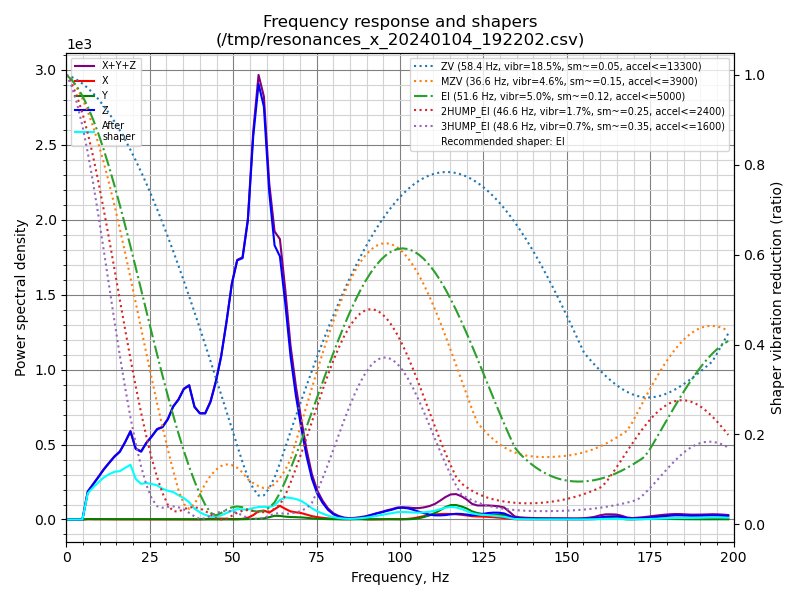 Frequency response and shapers
(/tmp/resonances_x_20240104_192202.csv)
1e3
X+Y+Z
X
Y
Z
After
shaper
ZV (58.4 Hz, vibr=18.5%, sm~=0.05, accel<=13300)
MZV (36.6 Hz, vibr=4.6%, sm~=0.15, accel<=3900)
EI (51.6 Hz, vibr=5.0%, sm~=0.12, accel<=5000)
2HUMP_EI (46.6 Hz, vibr=1.7%, sm~=0.25, accel<=2400)
3HUMP_EI (48.6 Hz, vibr=0.7%, sm~=0.35, accel<=1600)
Recommended shaper: EI
3.0
2.5
2.0
1.5
1.0
0.5
0.0
Power spectral density
1.0
0.8
0.6
0.4
0.2
0.0
Shaper vibration reduction (ratio)
0 25 50 75 100 125 150 175 200
Frequency, Hz